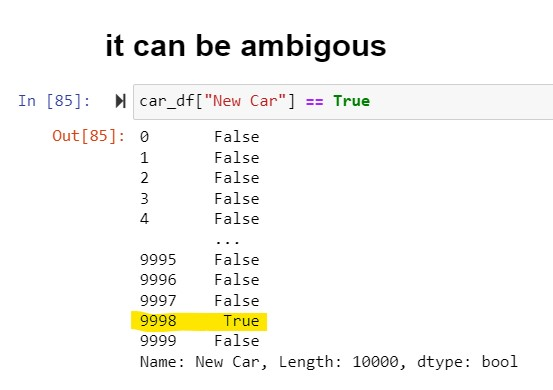 it can be ambigous
In [85]: car_df["New Car"] == True
Out[85]: 0 False
1 False
2 False
3 False
4 False
...
9995 False
9996 False
9997 False
9998 True
9999 False
Name: New Car, Length: 10000, dtype: bool